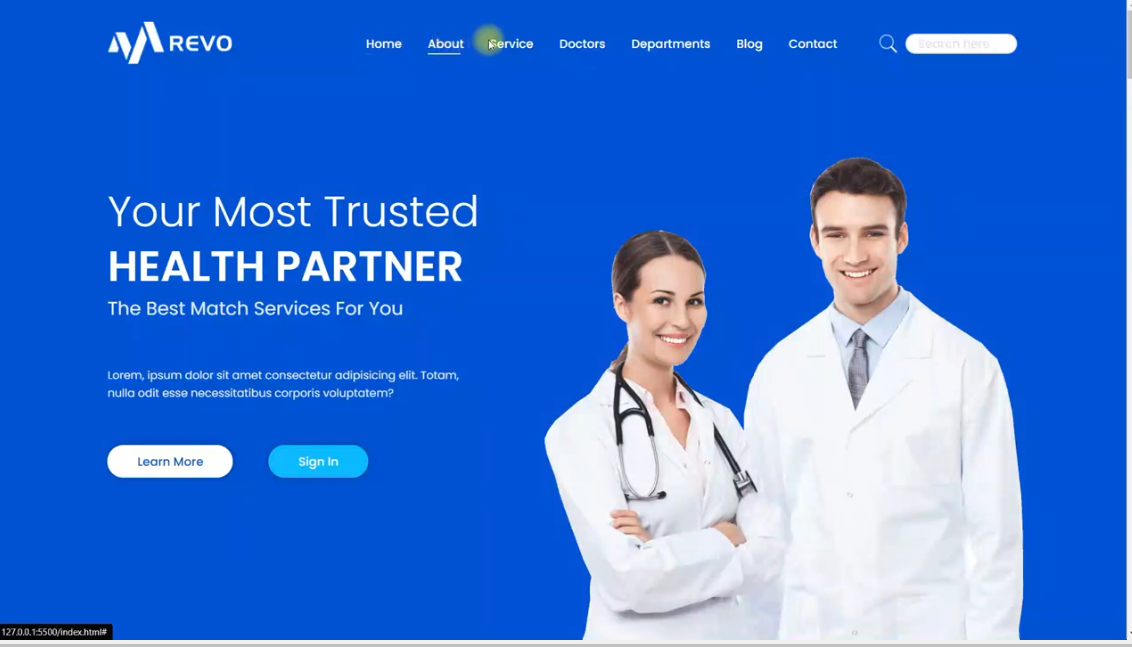 REVO
Home About Service Doctors Departments Blog Contact Search here
Your Most Trusted
HEALTH PARTNER
The Best Match Services For You
Lorem, ipsum dolor sit amet consectetur adipisicing elit. Totam,
nulla odit esse necessitatibus corporis voluptatem?
Learn More Sign In
127.0.0.1:5500/index.html#